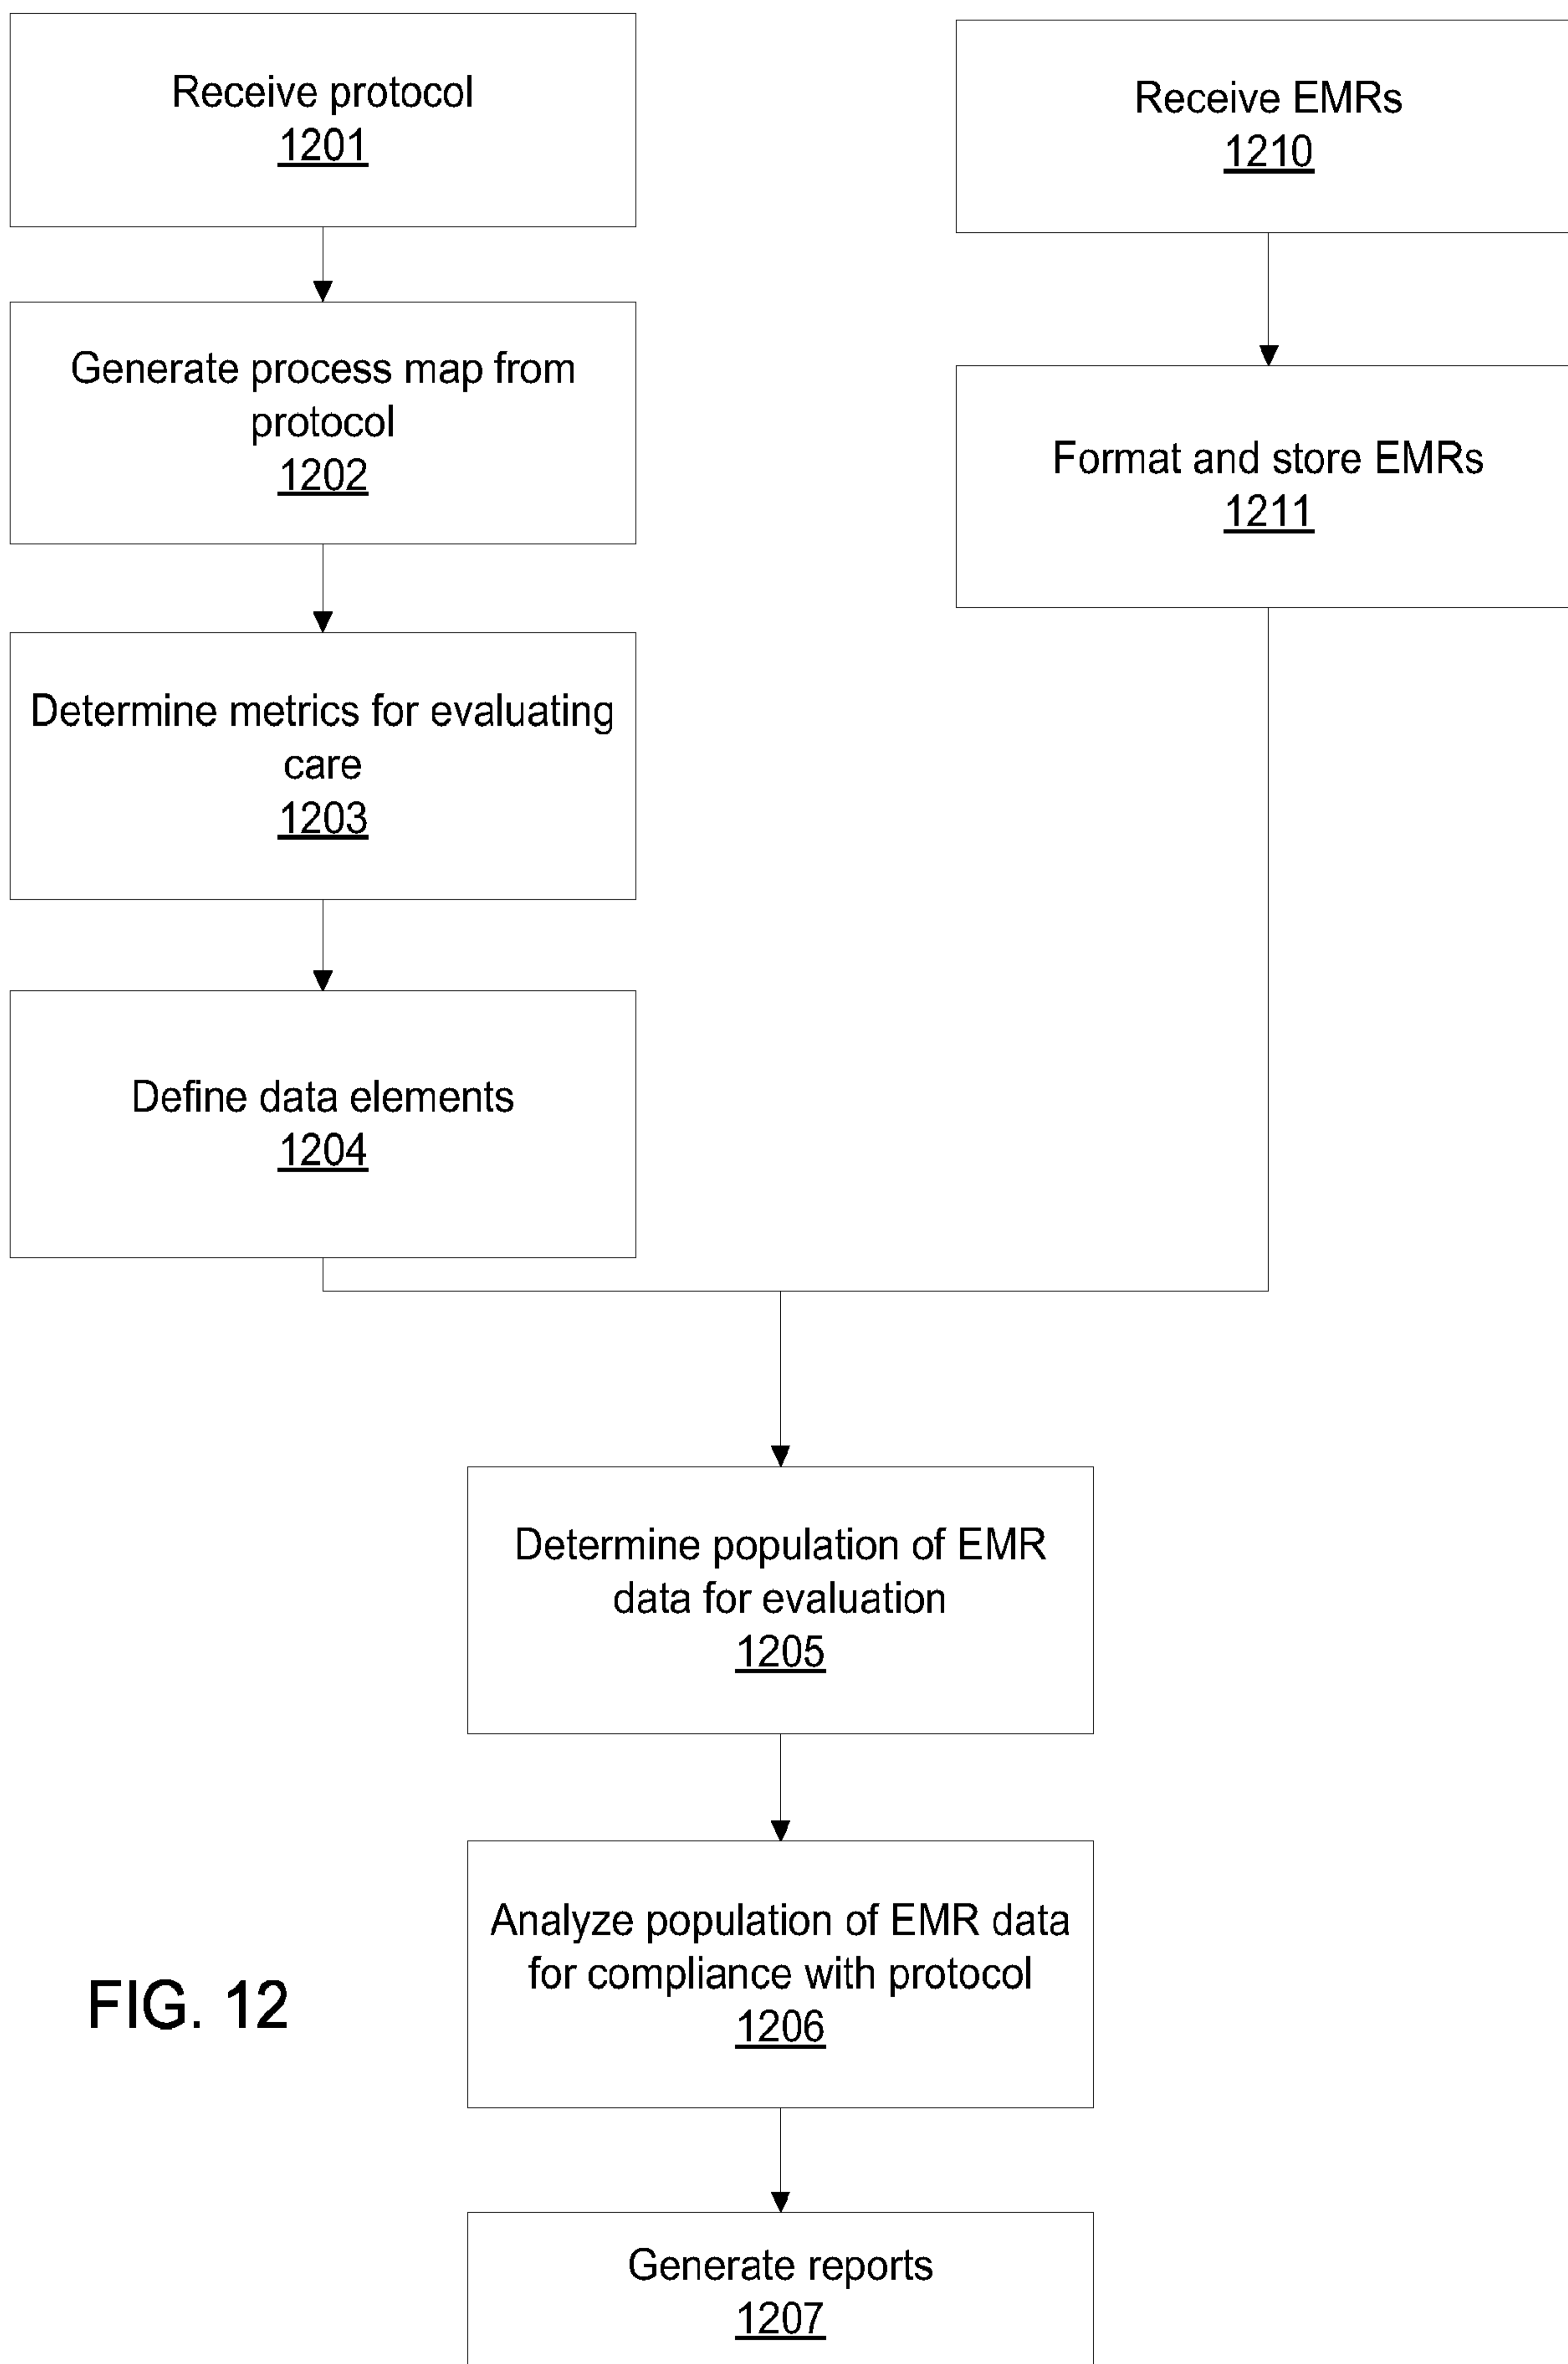 Receive protocol
1201
Generate process map from
protocol
1202
Determine metrics for evaluating
care
1203
Define data elements
1204
Receive EMRs
1210
Format and store EMRs
1211
Determine population of EMR
data for evaluation
1205
Analyze population of EMR data
for compliance with protocol
1206
Generate reports
1207
FIG. 12